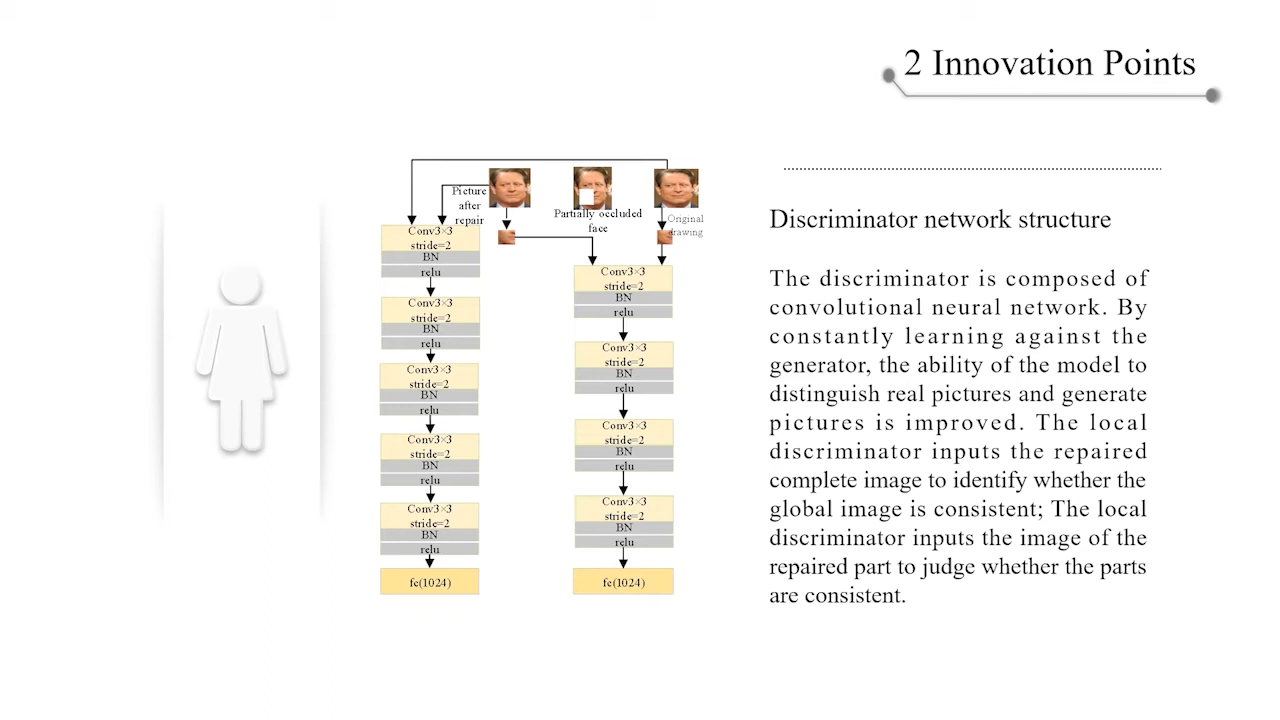 2 Innovation Points
Picture
after
repair
Partially occluded
face
Original
drawing
Conv3×3
stride=2
BN
relu
Conv3×3
stride=2
BN
relu
Conv3×3
stride=2
BN
relu
Conv3×3
stride=2
BN
relu
Conv3×3
stride=2
BN
relu
fc(1024)
Conv3×3
stride=2
BN
relu
Conv3×3
stride=2
BN
relu
Conv3×3
stride=2
BN
relu
Conv3×3
stride=2
BN
relu
fc(1024)
Discriminator network structure
The discriminator is composed of
convolutional neural network. By
constantly learning against the
generator, the ability of the model to
distinguish real pictures and generate
pictures is improved. The local
discriminator inputs the repaired
complete image to identify whether the
global image is consistent; The local
discriminator inputs the image of the
repaired part to judge whether the parts
are consistent.